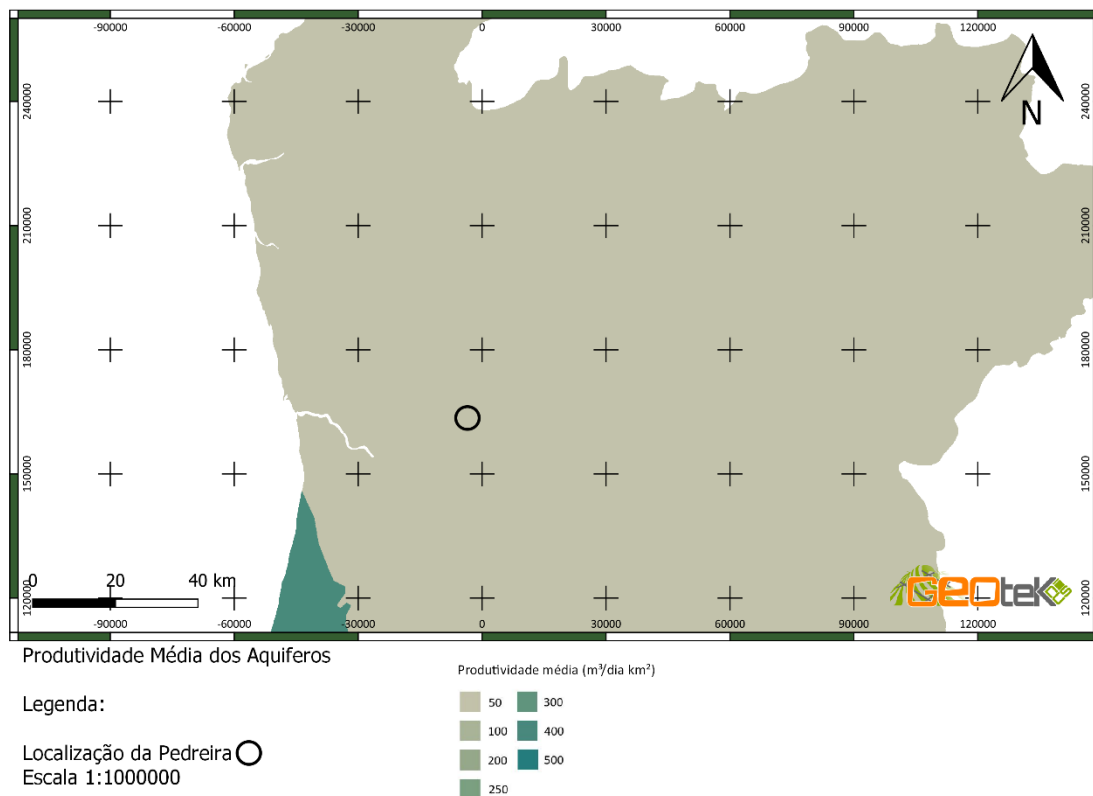 -90000 -60000 -30000 0 30000 60000 90000 120000
240000 240000
N
210000 210000
180000 180000
150000 150000
0 20 40 km
120000 120000
GEOtek
-90000 -60000 -30000 0 30000 60000 90000 120000
Produtividade Média dos Aquiferos
Legenda:
Localização da Pedreira
Escala 1:1000000
Produtividade média (m³/dia km²)
50 300
100 400
200 500
250